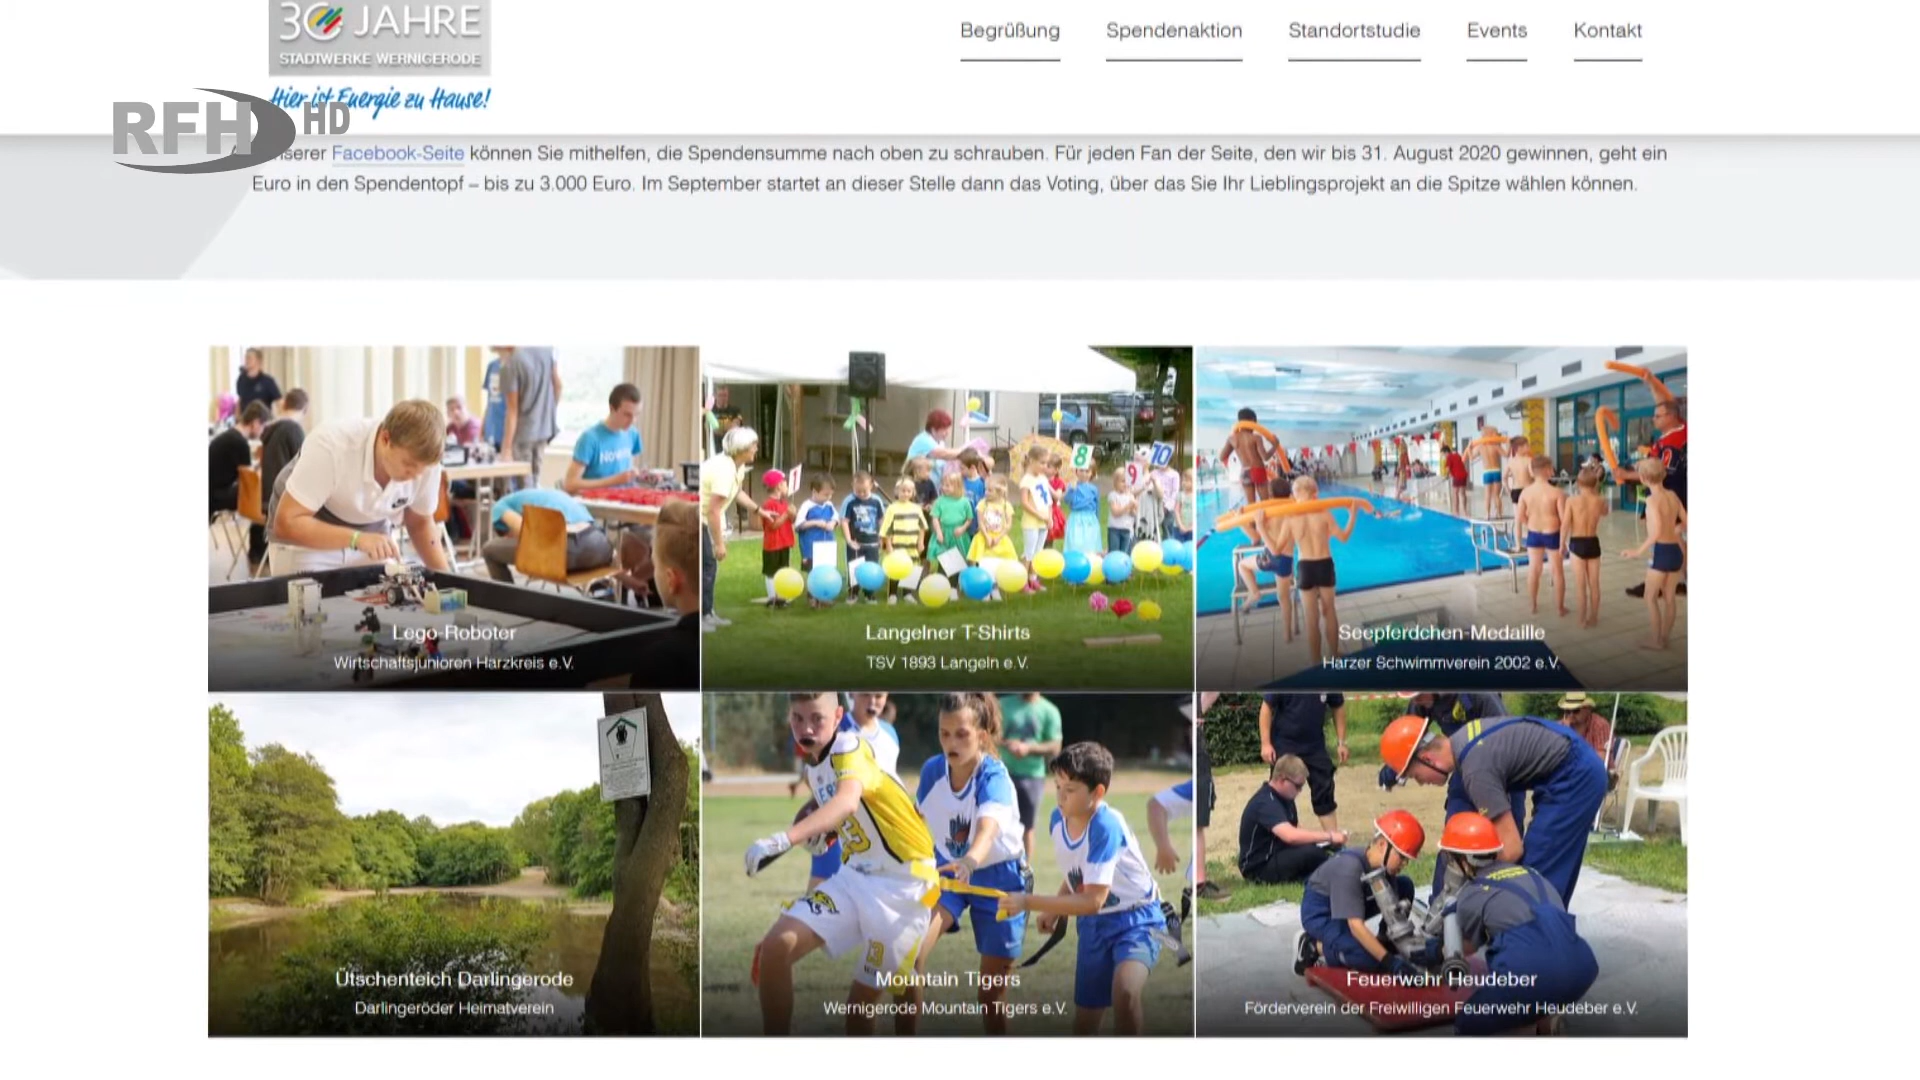 30 JAHRE
STADTWERKE WERNIGERODE
Hier ist Energie zu Hause!
Begrüßung
Spendenaktion
Standortstudie
Events
Kontakt
RFH HD
unserer Facebook-Seite können Sie mithelfen, die Spendensumme nach oben zu schrauben. Für jeden Fan der Seite, den wir bis 31. August 2020 gewinnen, geht ein
Euro in den Spendentopf – bis zu 3.000 Euro. Im September startet an dieser Stelle dann das Voting, über das Sie Ihr Lieblingsprojekt an die Spitze wählen können.
1
8
9
10
Lego-Roboter
Wirtschaftsjunioren Harzkreis e.V.
Langelner T-Shirts
TSV 1893 Langeln e.V.
Seepferdchen-Medaille
Harzer Schwimmverein 2002 e.V.
Ütschenteich Darlingerode
Darlingeröder Heimatverein
Mountain Tigers
Wernigerode Mountain Tigers e.V.
Feuerwehr Heudeber
Förderverein der Freiwilligen Feuerwehr Heudeber e.V.